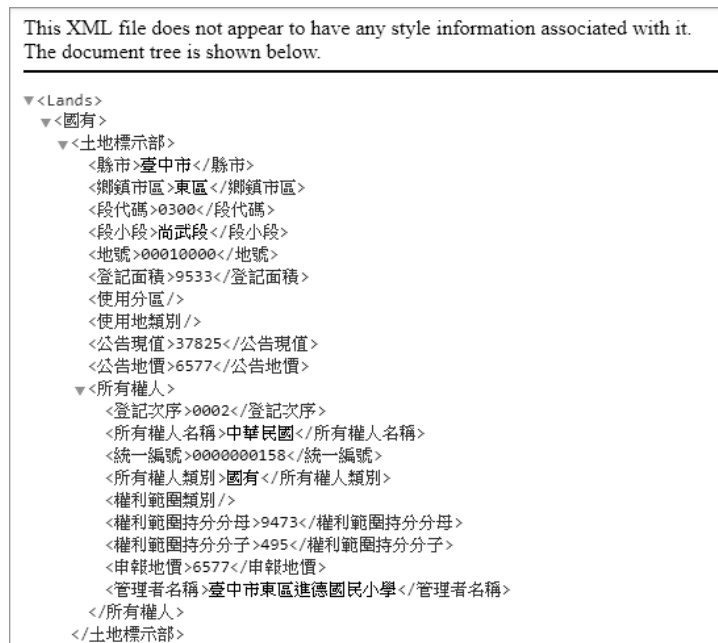 This XML file does not appear to have any style information associated with it.
The document tree is shown below.
▼<Lands>
▼<國有>
▼<土地標示部>
<縣市>臺中市</縣市>
<鄉鎮市區>東區</鄉鎮市區>
<段代碼>0300</段代碼>
<段小段>尚武段</段小段>
<地號>00010000</地號>
<登記面積>9533</登記面積>
<使用分區/>
<使用地類別/>
<公告現值>37825</公告現值>
<公告地價>6577</公告地價>
▼<所有權人>
<登記次序>0002</登記次序>
<所有權人名稱>中華民國</所有權人名稱>
<統一編號>0000000158</統一編號>
<所有權人類別>國有</所有權人類別>
<權利範圍類別/>
<權利範圍持分分母>9473</權利範圍持分分母>
<權利範圍持分分子>495</權利範圍持分分子>
<申報地價>6577</申報地價>
<管理者名稱>臺中市東區進德國民小學</管理者名稱>
</所有權人>
</土地標示部>